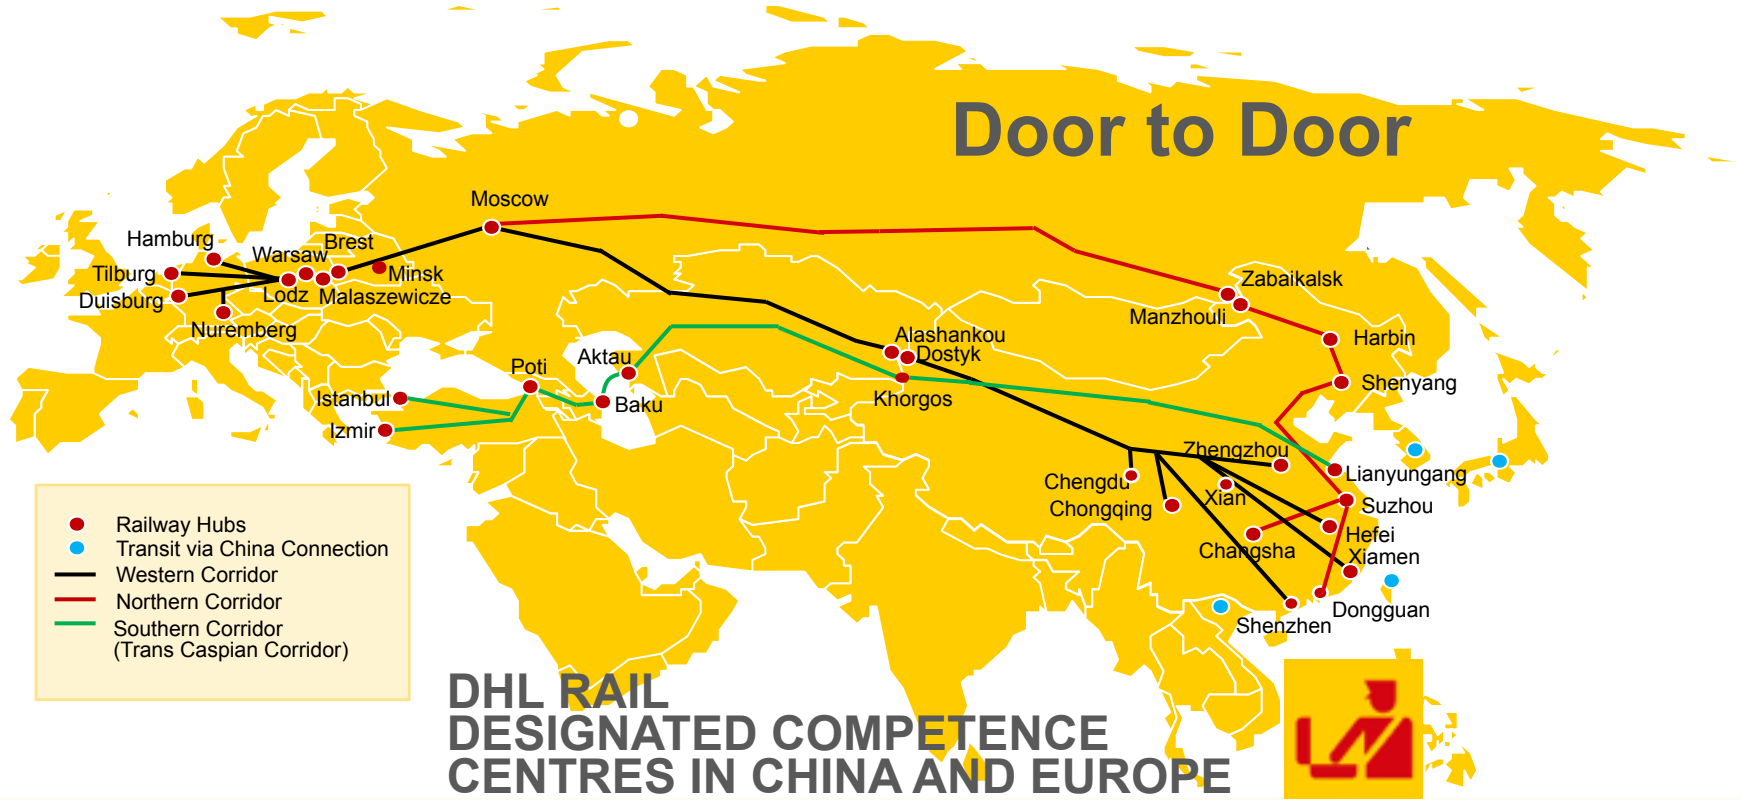 Door to Door
Moscow
Hamburg
Brest
Warsaw
Tilburg
Minsk
Duisburg
Lodz
Malaszewicze
Nuremberg
Zabaikalsk
Manzhouli
Harbin
Alashankou
Dostyk
Aktau
Poti
Shenyang
Istanbul
Khorgos
Baku
Izmir
Zhengzhou
Lianyungang
Chengdu
Xian
Suzhou
Chongqing
Hefei
Changsha
Xiamen
Dongguan
Shenzhen
Railway Hubs
Transit via China Connection
Western Corridor
Northern Corridor
Southern Corridor
(Trans Caspian Corridor)
DHL RAIL
DESIGNATED COMPETENCE
CENTRES IN CHINA AND EUROPE